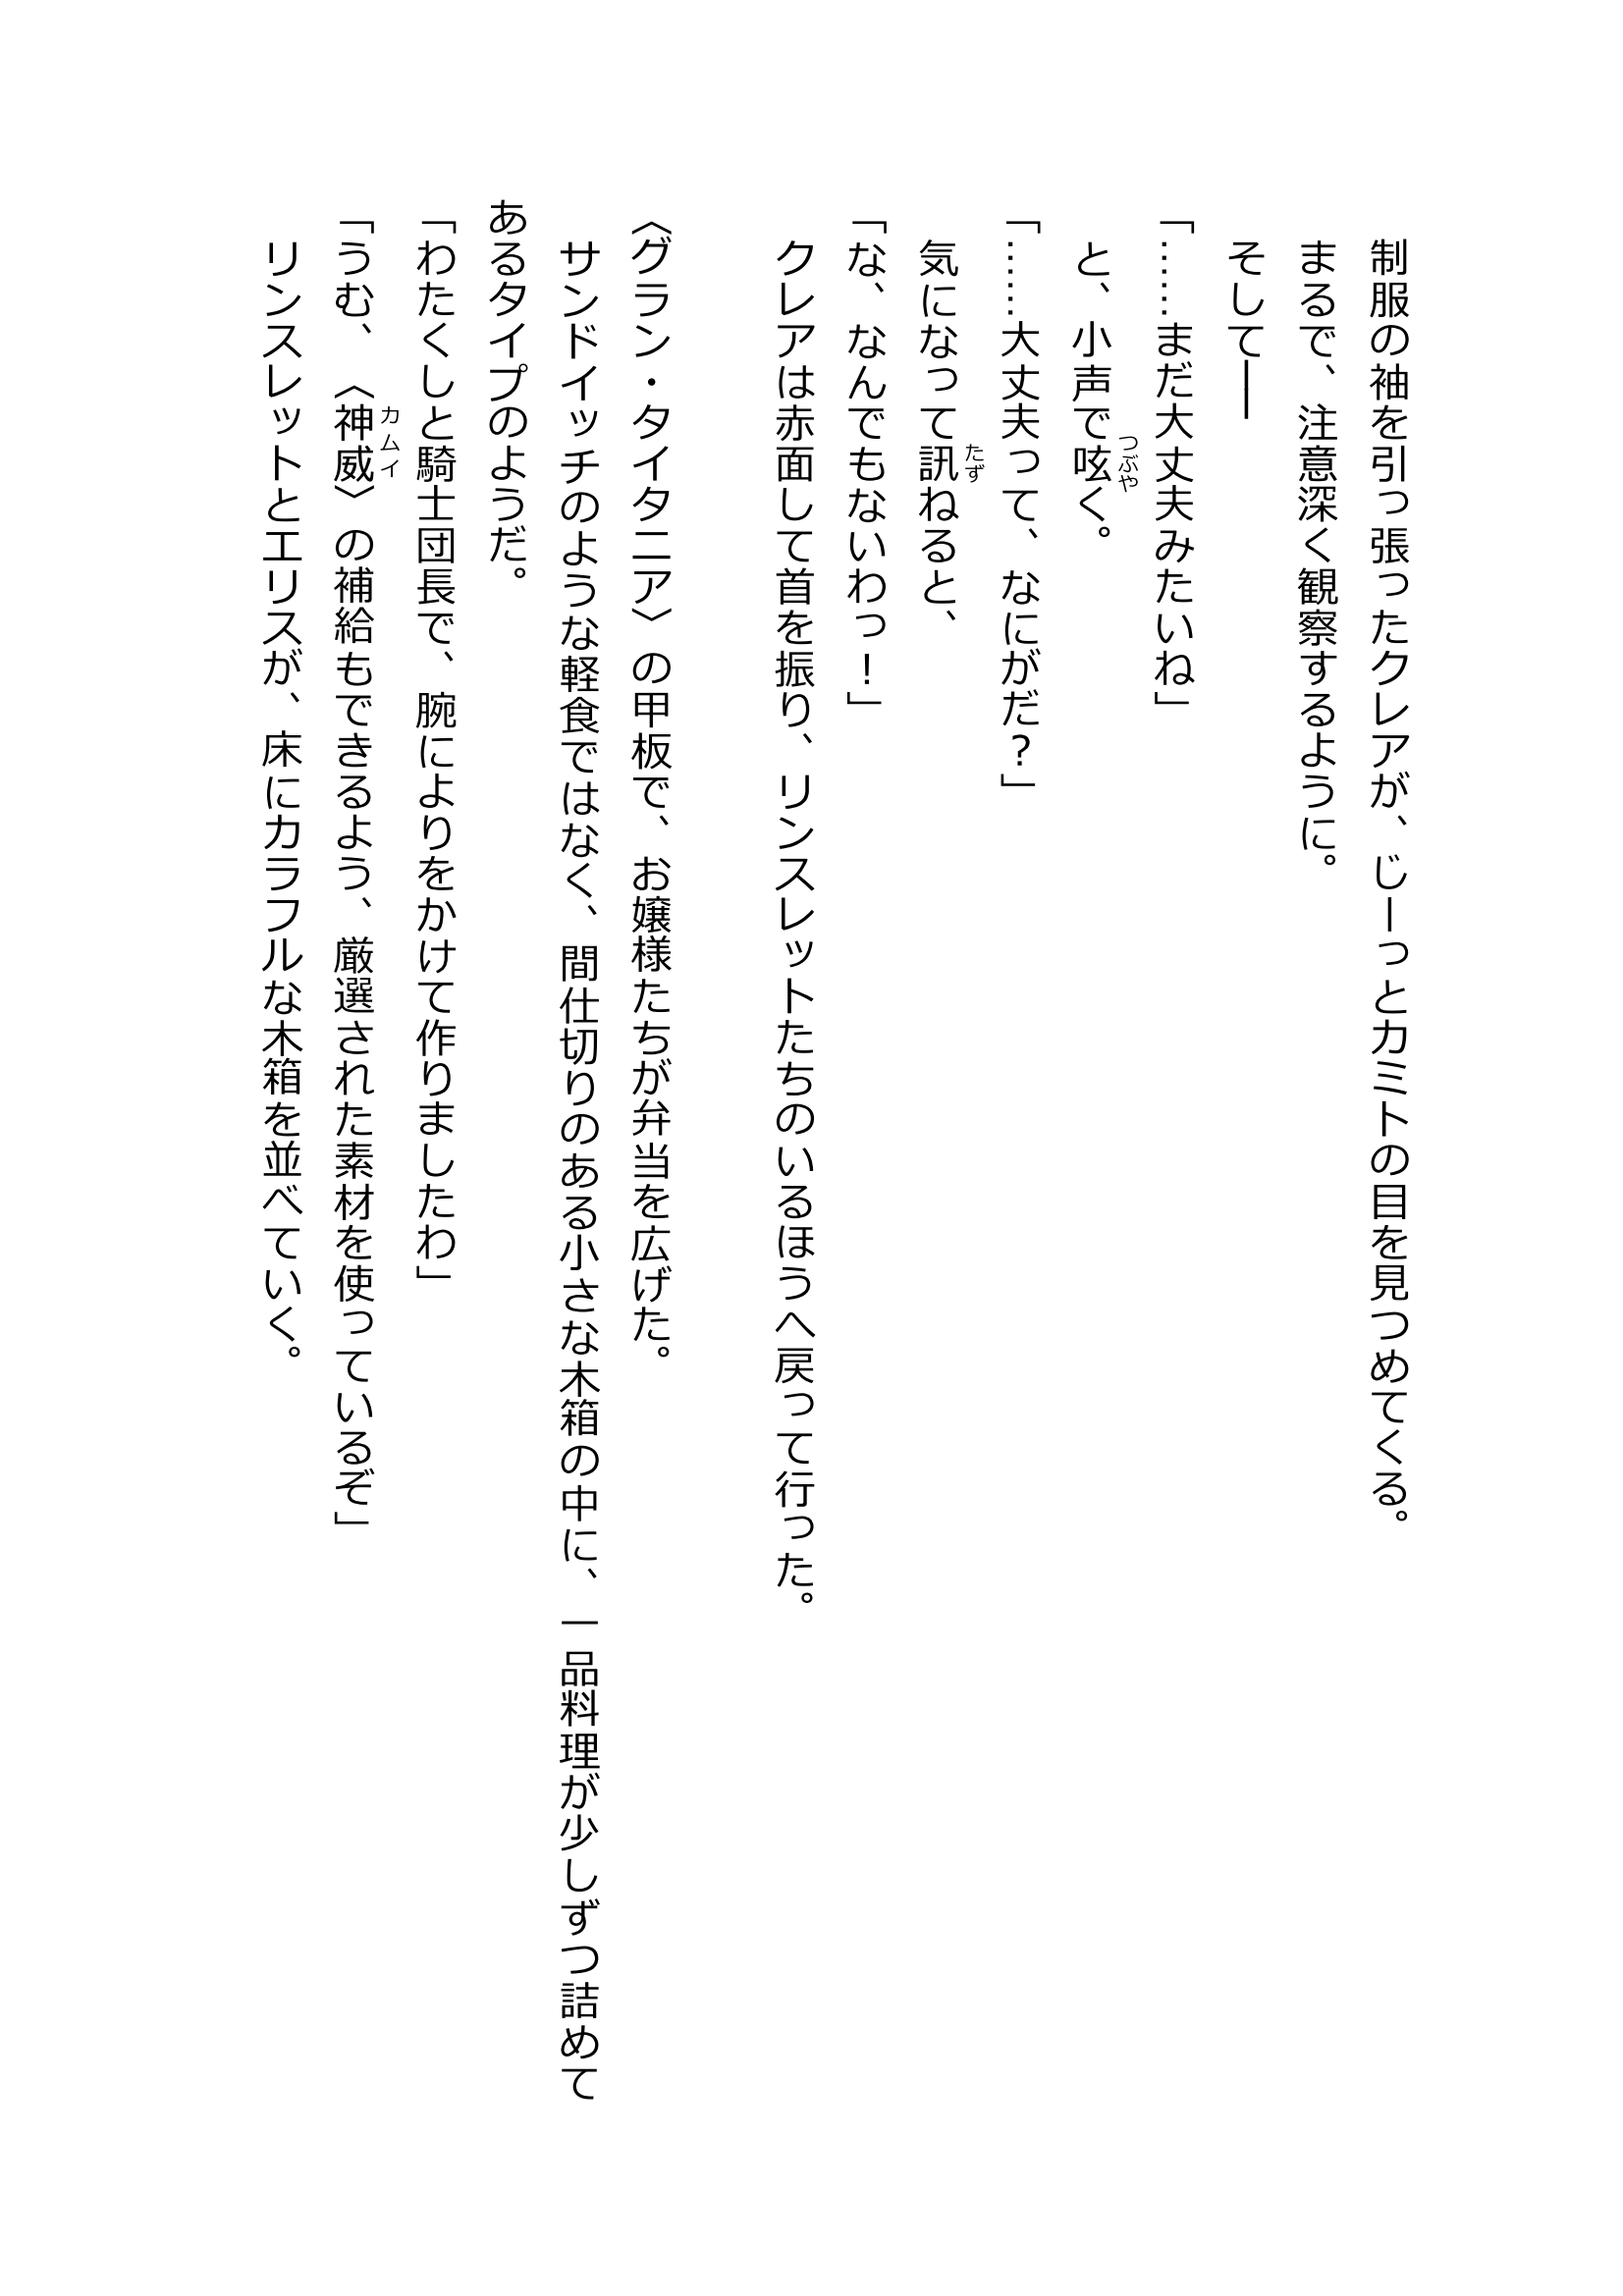 制服の袖を引っ張ったクレアが、じーっとカミトの目を見つめてくる。
まるで、注意深く観察するように。
そして──
「……まだ大丈夫みたいね」
と、小声で呟く。
つぶや
「……大丈夫って、なにがだ？」
気になって訊ねると、
たず
「な、なんでもないわっ！」
クレアは赤面して首を振り、リンスレットたちのいるほうへ戻って行った。
〈グラン・タイタニア〉の甲板で、お嬢様たちが弁当を広げた。
サンドイッチのような軽食ではなく、間仕切りのある小さな木箱の中に、一品料理が少しずつ詰めて
あるタイプのようだ。
「わたくしと騎士団長で、腕によりをかけて作りましたわ」
「うむ、〈神威〉の補給もできるよう、厳選された素材を使っているぞ」
カムイ
リンスレットとエリスが、床にカラフルな木箱を並べていく。